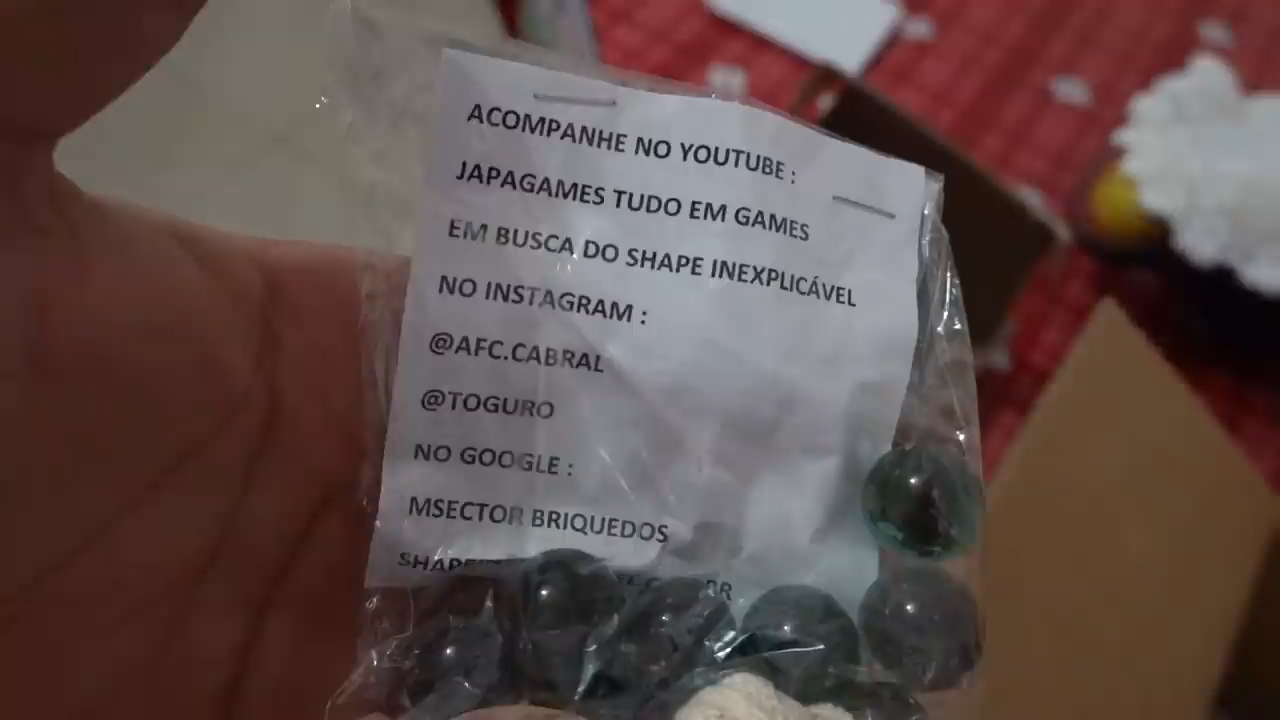 ACOMPANHE NO YOUTUBE :
JAPAGAMES TUDO EM GAMES
EM BUSCA DO SHAPE INEXPLICÁVEL
NO INSTAGRAM :
@AFC.CABRAL
@TOGURO
NO GOOGLE :
MSECTOR BRIQUEDOS